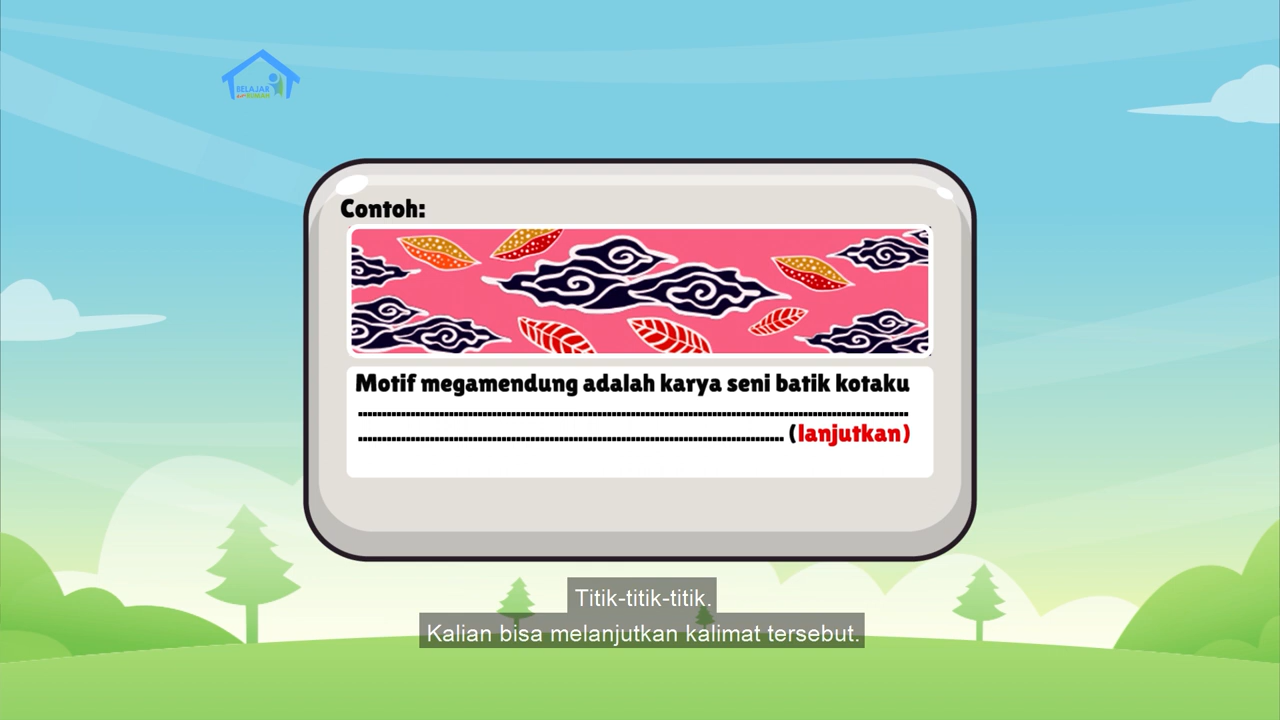 BELAJAR
dari RUMAH
Contoh:
Motif megamendung adalah karya seni batik kotaku
................................................................................
............................................................ (lanjutkan)
Titik-titik-titik.
Kalian bisa melanjutkan kalimat tersebut.